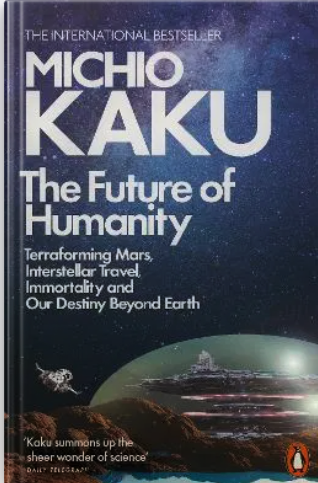 THE INTERNATIONAL BESTSELLER
MICHIO
KAKU
The Future of
Humanity
Terraforming Mars,
Interstellar Travel,
Immortality and
Our Destiny Beyond Earth
'Kaku summons up the
sheer wonder of science'
DAILY TELEGRAPH